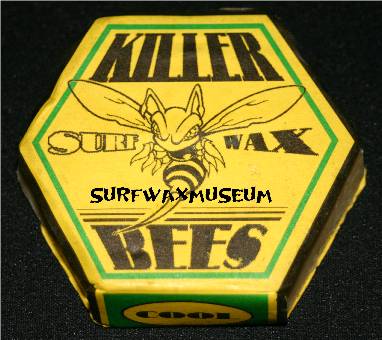 KILLER
SURF WAX
SURFWAXMUSEUM
BEES
COOL